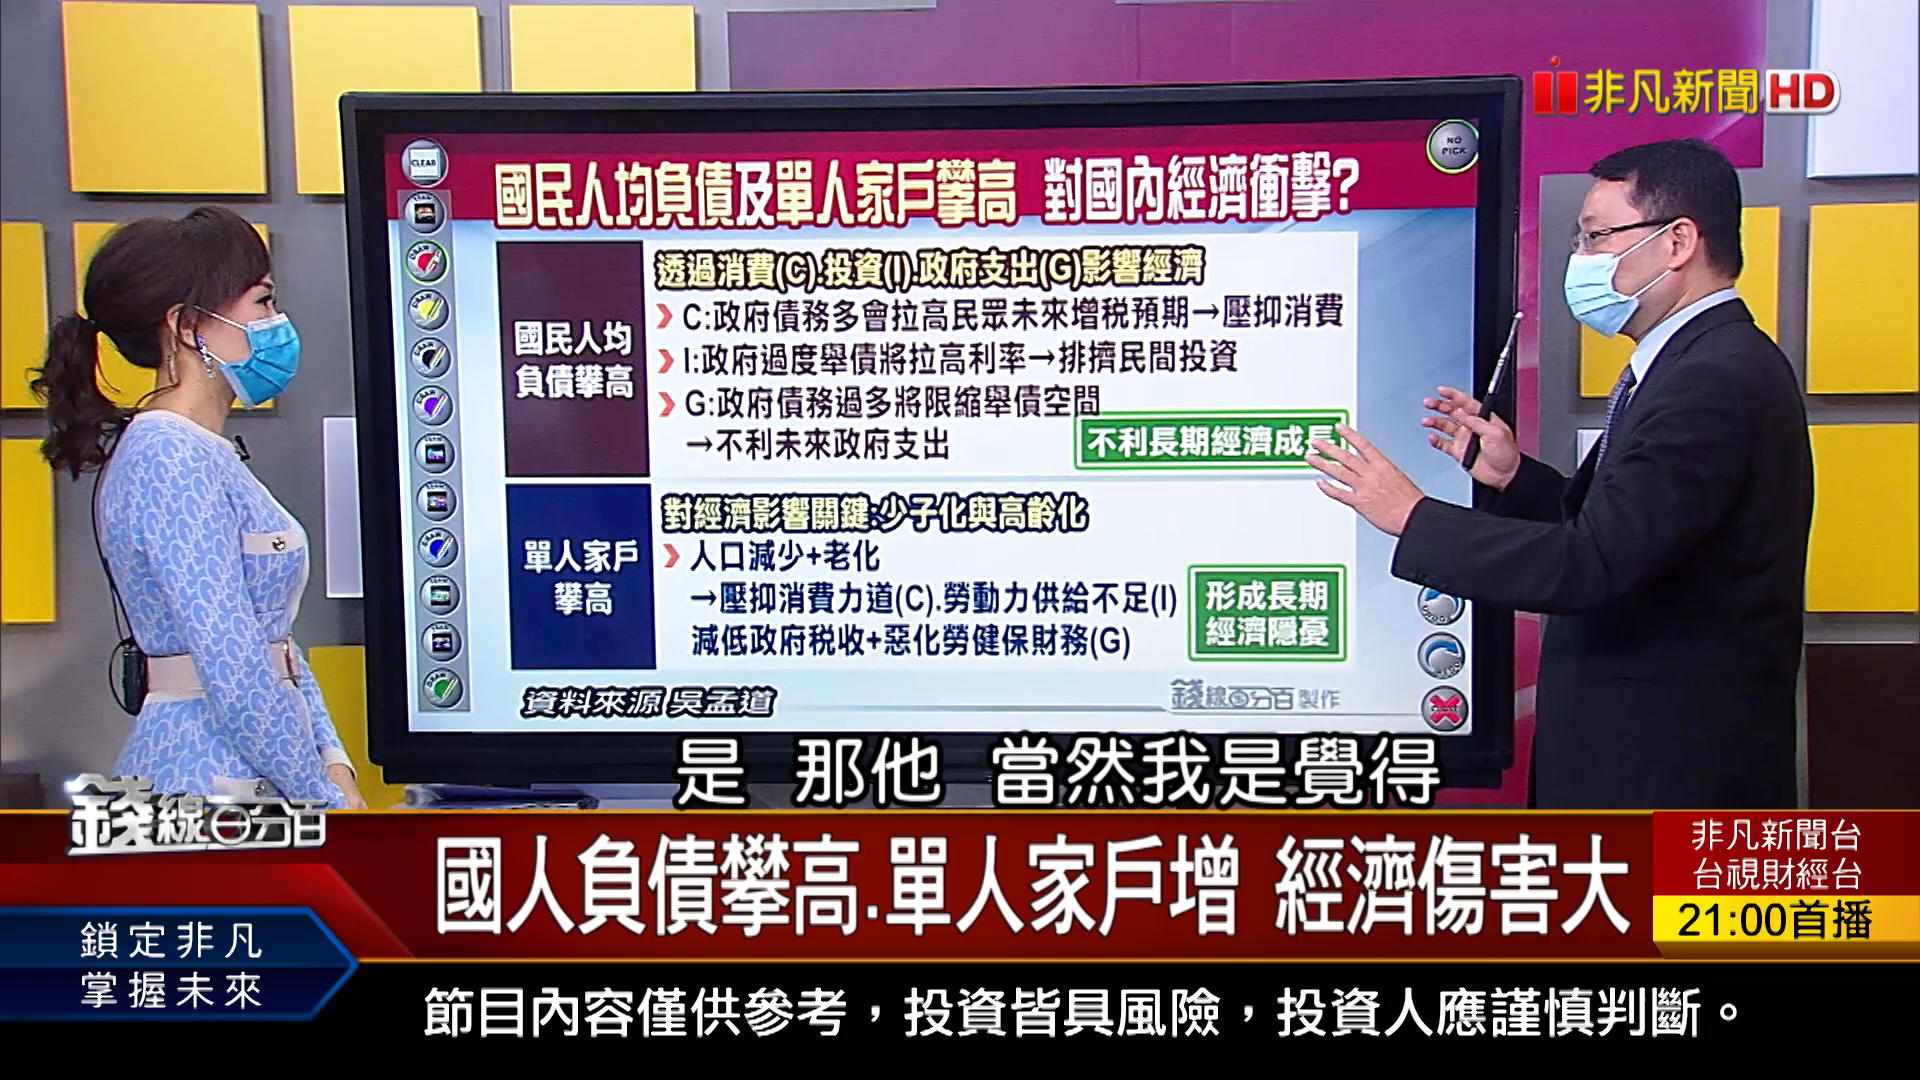 非凡新聞HD
CLEAR
NO PICK
國民人均負債及單人家戶攀高 對國內經濟衝擊?
國民人均
負債攀高
透過消費(C).投資(I).政府支出(G)影響經濟
C:政府債務多會拉高民眾未來增稅預期→壓抑消費
I:政府過度舉債將拉高利率→排擠民間投資
G:政府債務過多將限縮舉債空間
→不利未來政府支出
不利長期經濟成長
單人家戶
攀高
對經濟影響關鍵:少子化與高齡化
人口減少+老化
→壓抑消費力道(C).勞動力供給不足(I)
減低政府稅收+惡化勞健保財務(G)
形成長期
經濟隱憂
資料來源 吳孟道
錢線百分百 製作
是 那他 當然我是覺得
錢線百分百
國人負債攀高.單人家戶增 經濟傷害大
非凡新聞台
台視財經台
21:00首播
鎖定非凡
掌握未來
節目內容僅供參考，投資皆具風險，投資人應謹慎判斷。